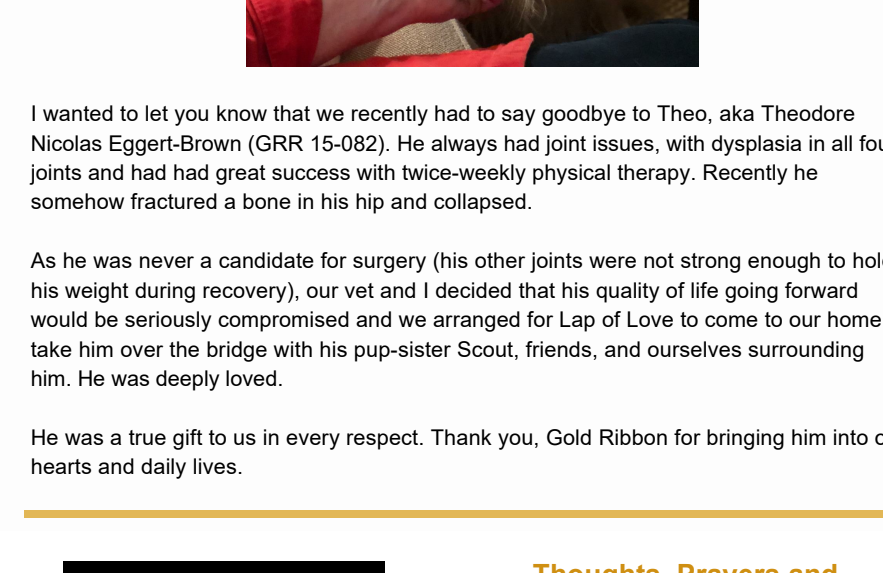 I wanted to let you know that we recently had to say goodbye to Theo, aka Theodore
Nicolas Eggert-Brown (GRR 15-082). He always had joint issues, with dysplasia in all
joints and had had great success with twice-weekly physical therapy. Recently he
somehow fractured a bone in his hip and collapsed.
As he was never a candidate for surgery (his other joints were not strong enough to
his weight during recovery), our vet and I decided that his quality of life going forward
would be seriously compromised and we arranged for Lap of Love to come to our home
take him over the bridge with his pup-sister Scout, friends, and ourselves surrounding
him. He was deeply loved.
He was a true gift to us in every respect. Thank you, Gold Ribbon for bringing him into
hearts and daily lives.
Thoughts, Prayers and